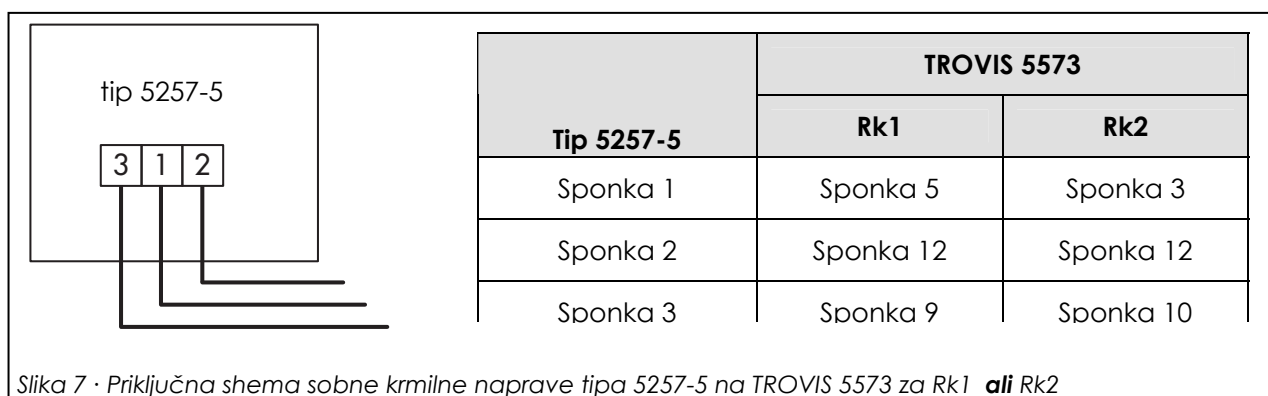 tip 5257-5
3 1 2
TROVIS 5573
Tip 5257-5 Rk1 Rk2
Sponka 1 Sponka 5 Sponka 3
Sponka 2 Sponka 12 Sponka 12
Sponka 3 Sponka 9 Sponka 10
Slika 7 · Priključna shema sobne krmilne naprave tipa 5257-5 na TROVIS 5573 za Rk1 ali Rk2